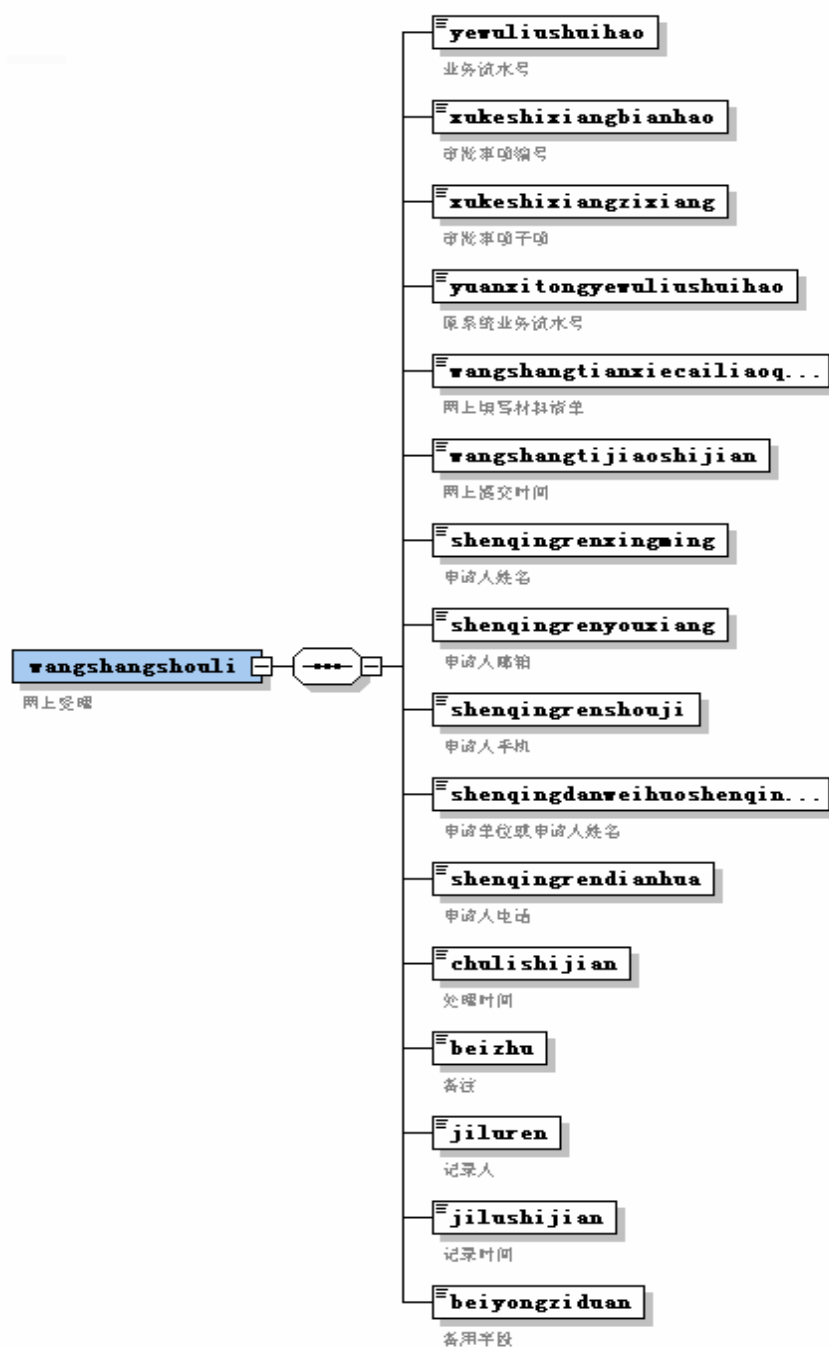 yewuliushuihao
业务流水号
xukeshixiangbianhao
审批事项编号
xukeshixiangzixiang
审批事项子项
yuanxitongyewuliushuihao
原系统业务流水号
wangshangtianxiecailiaoq...
网上填写材料清单
wangshangtijiaoshijian
网上提交时间
shenqingrenxingming
申请人姓名
shenqingrenyouxiang
申请人邮箱
wangshangshouli
网上受理
shenqingrenshouji
申请人手机
shenqingdanweihuoshenqin...
申请单位或申请人姓名
shenqingrendianhua
申请人电话
chulishijian
处理时间
beizhu
备注
jiluren
记录人
jilushijian
记录时间
beiyongziduan
备用字段